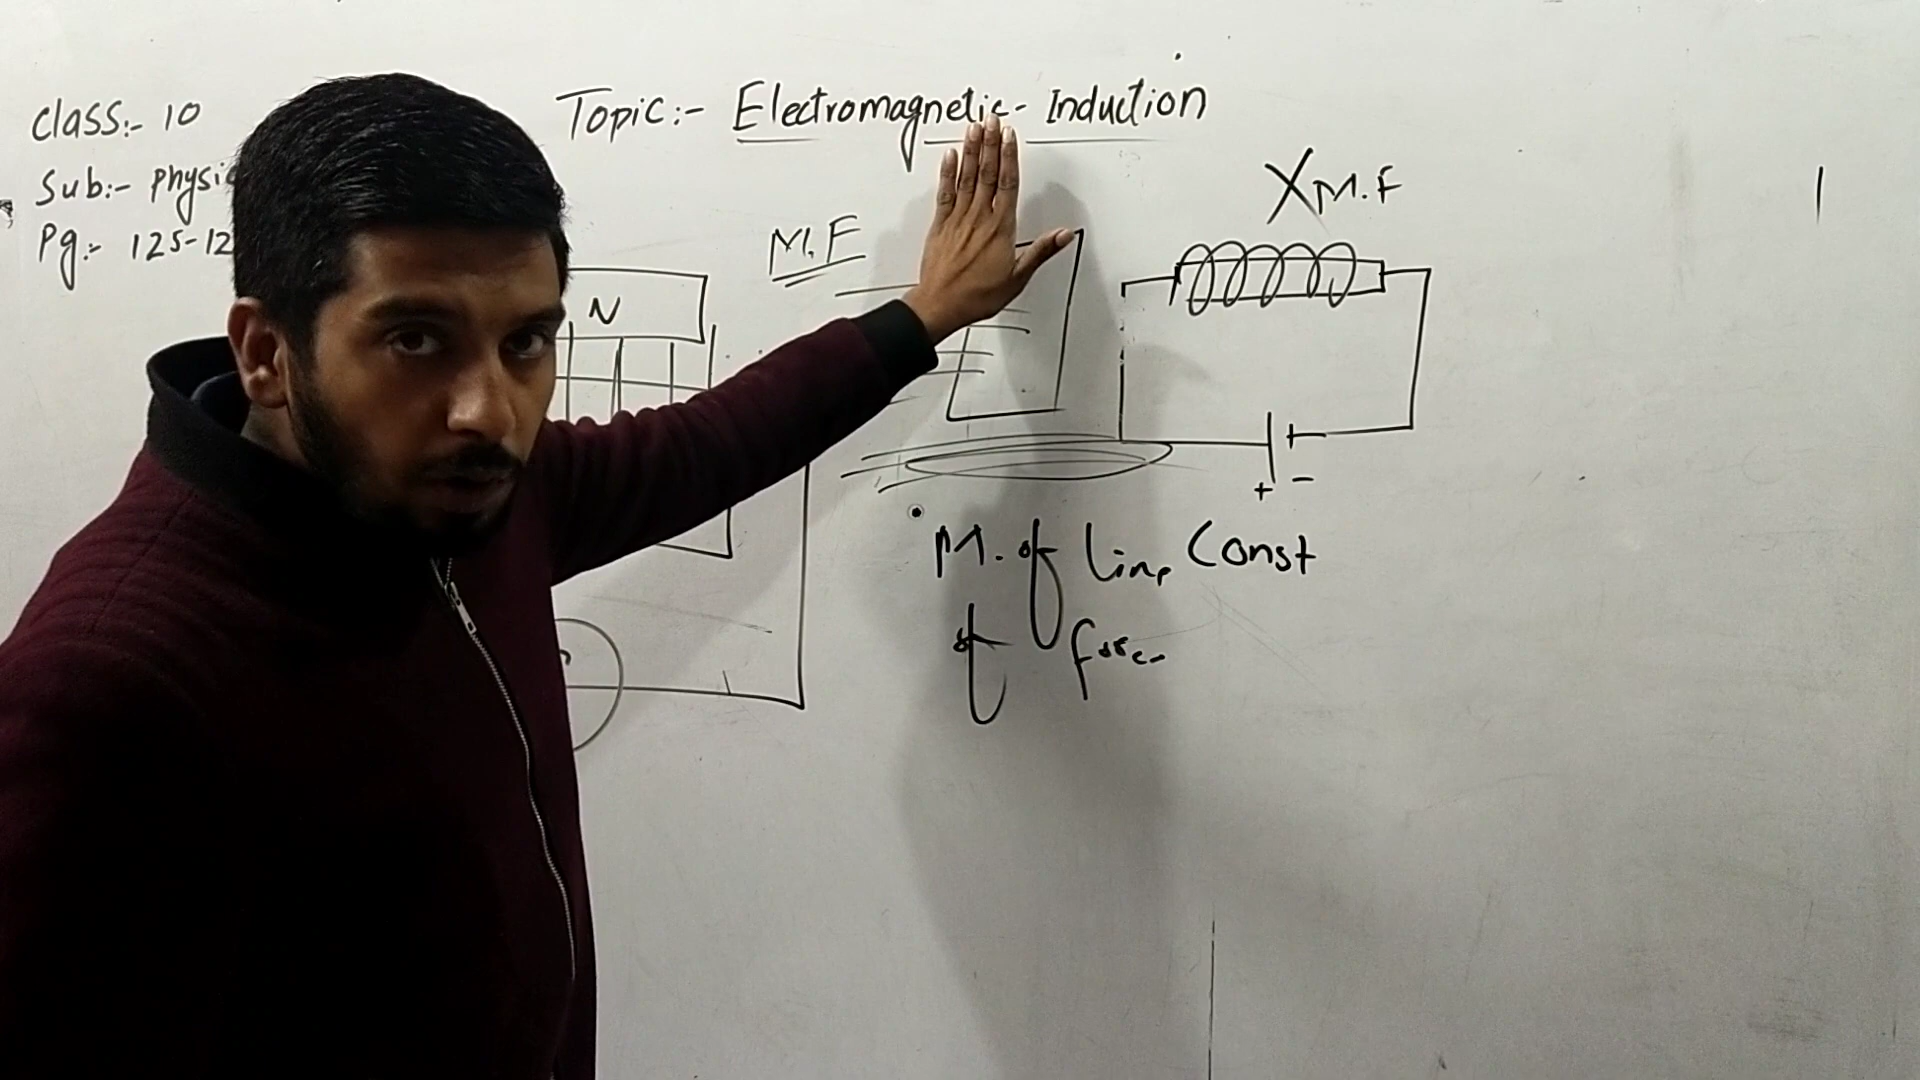 Class:- 10
Topic:- Electromagnetic- Induction
Sub:- Physic
Pg:- 125-12
X M.F
M.F
N
+ -
M. of Line Const
of force